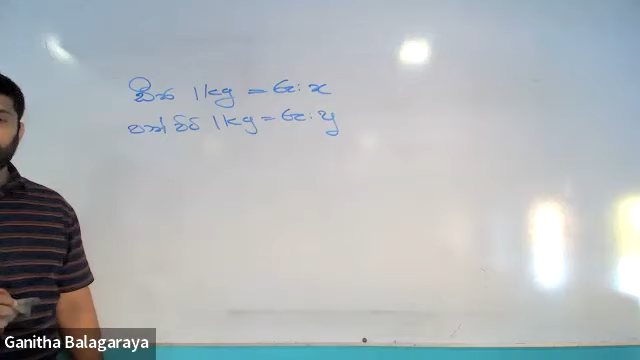 සීනි 1kg = රු: x
පාන් පිටි 1kg = රු: y
Ganitha Balagaraya